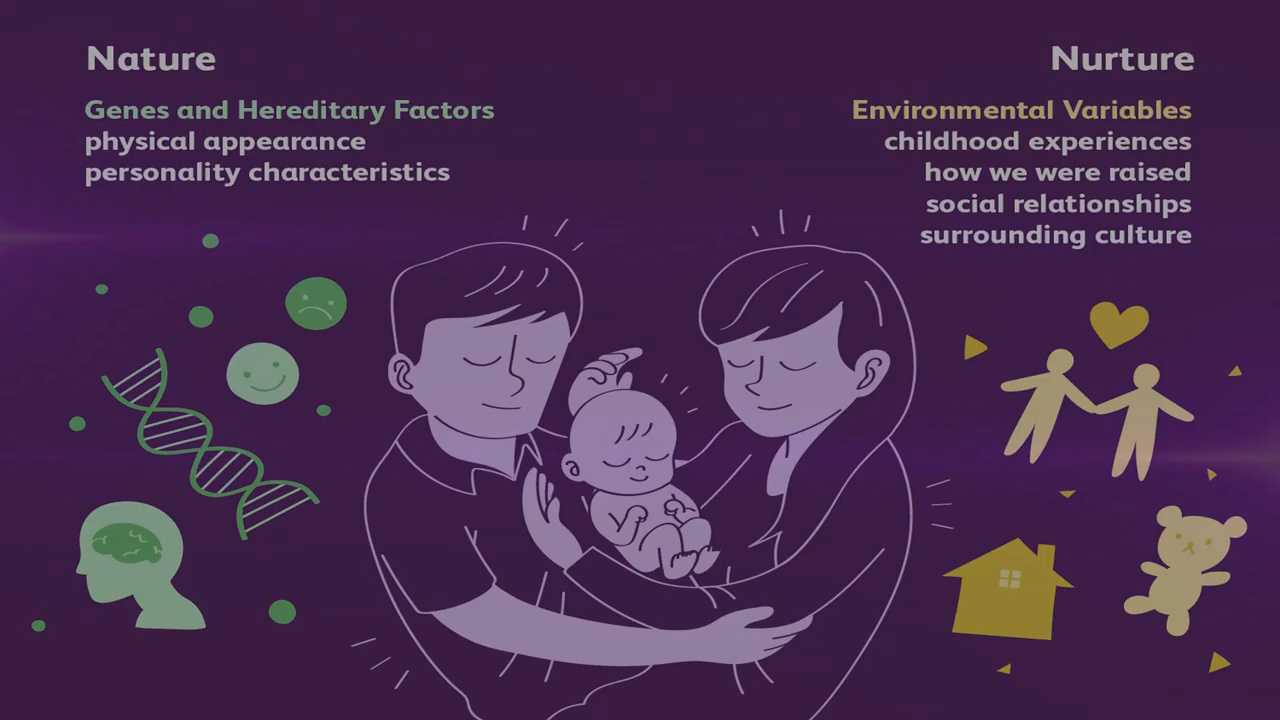 Nature
Genes and Hereditary Factors
physical appearance
personality characteristics
Nurture
Environmental Variables
childhood experiences
how we were raised
social relationships
surrounding culture